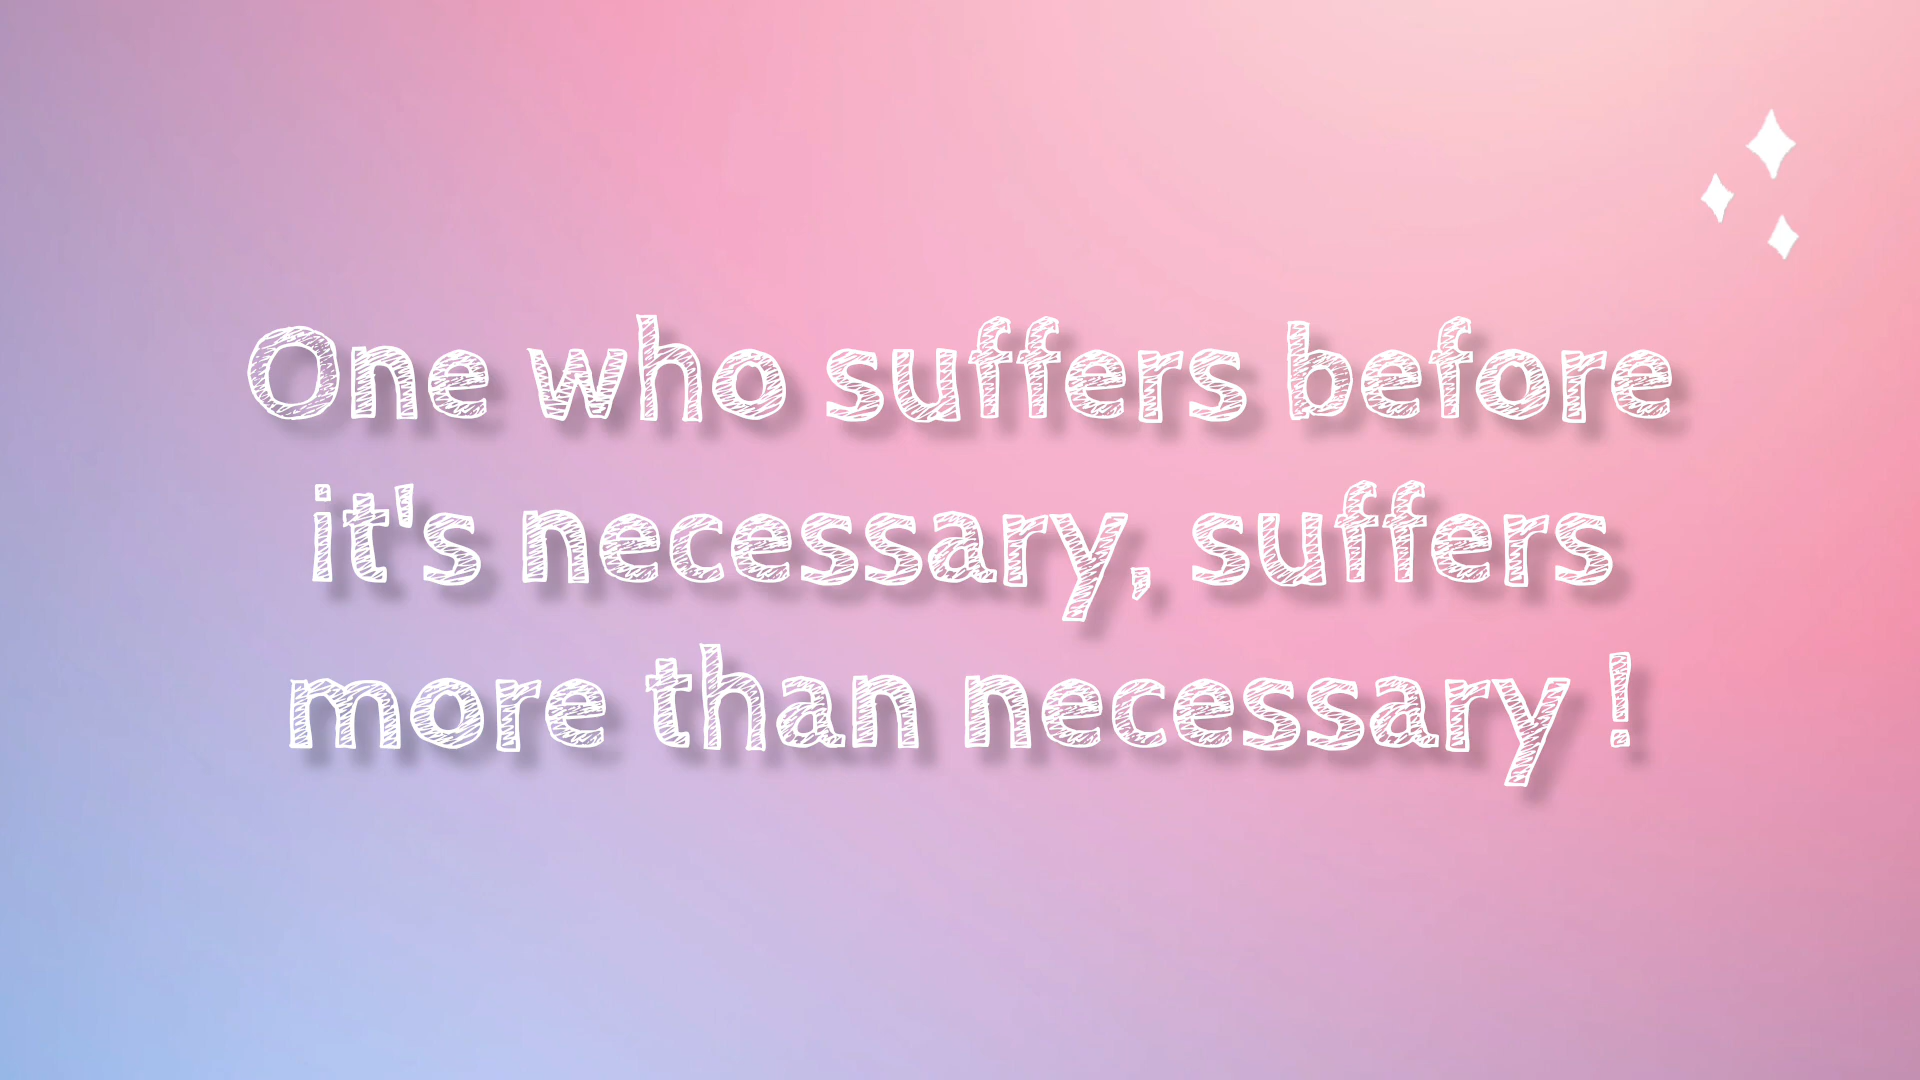 One who suffers before
it's necessary, suffers
more than necessary !